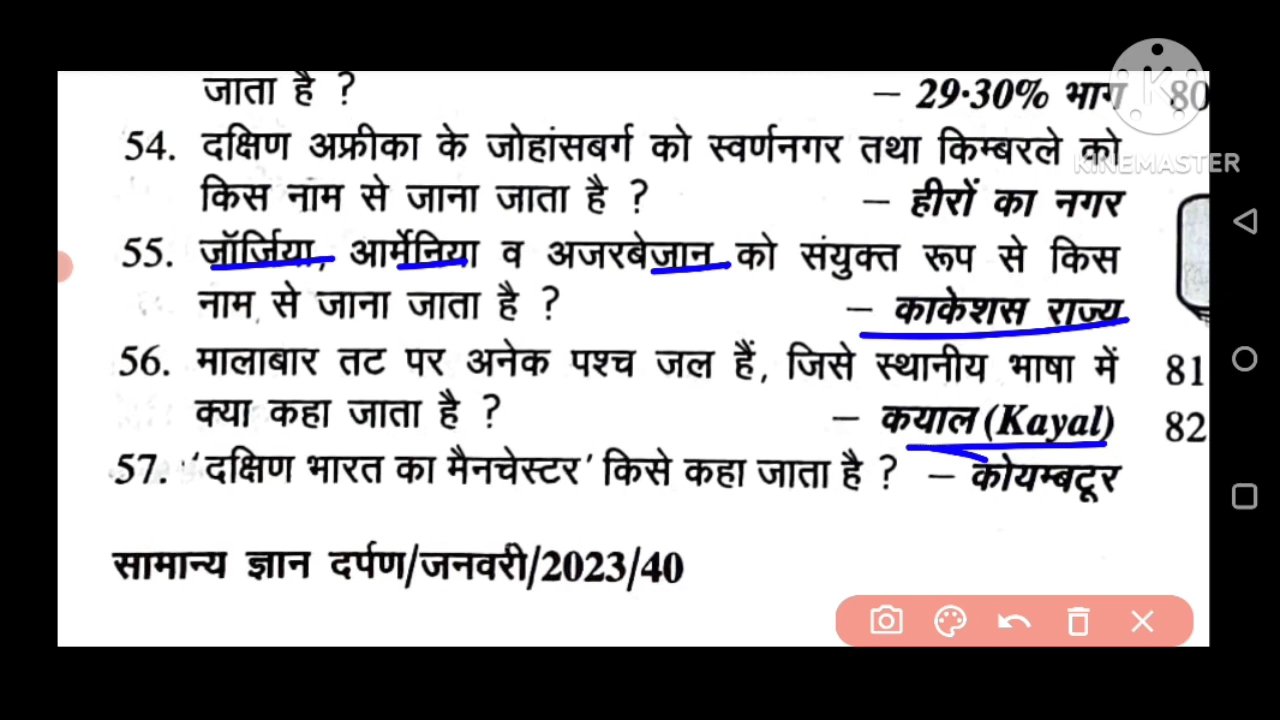 जाता है ? – 29·30% भाग 80
54. दक्षिण अफ्रीका के जोहांसबर्ग को स्वर्णनगर तथा किम्बरले को
KINEMASTER
किस नाम से जाना जाता है ? – हीरों का नगर
55. जॉर्जिया, आर्मेनिया व अजरबेजान को संयुक्त रूप से किस
नाम से जाना जाता है ? – काकेशस राज्य
56. मालाबार तट पर अनेक पश्च जल हैं, जिसे स्थानीय भाषा में 81
क्या कहा जाता है ? – कयाल (Kayal) 82
57. ‘दक्षिण भारत का मैनचेस्टर’ किसे कहा जाता है ? – कोयम्बटूर
सामान्य ज्ञान दर्पण/जनवरी/2023/40